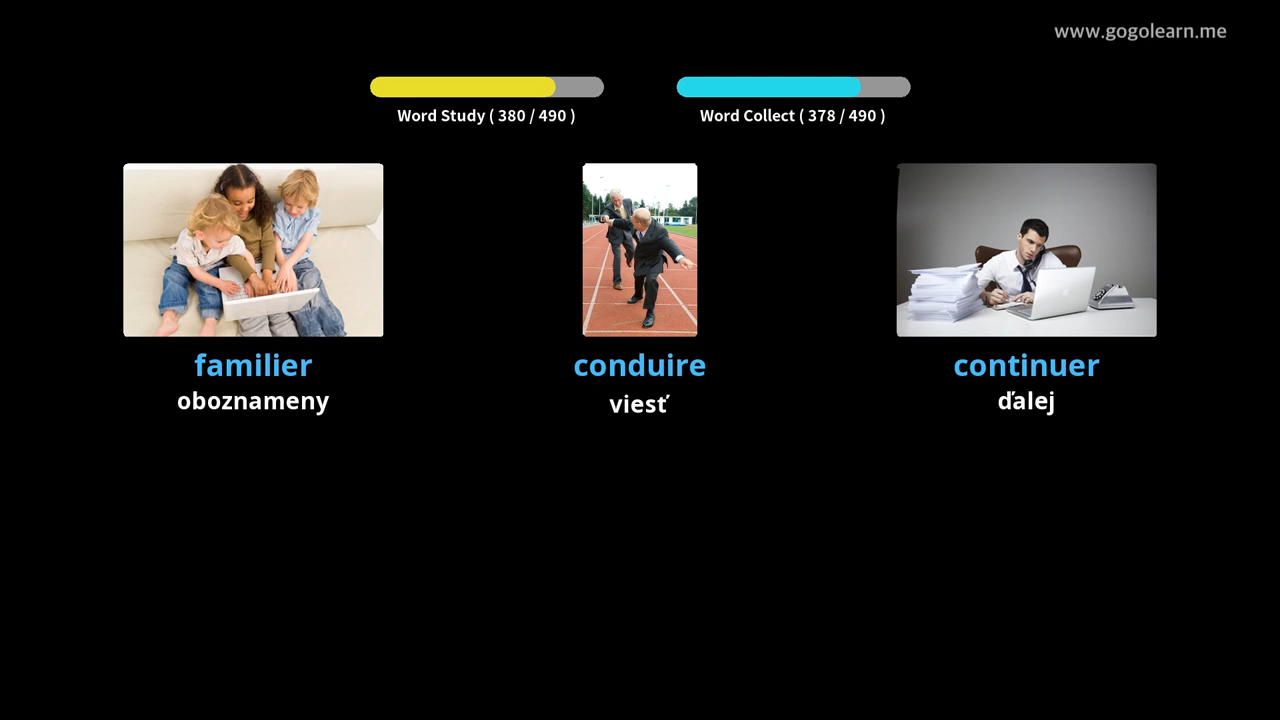 www.gogolearn.me
Word Study ( 380 / 490 )
Word Collect ( 378 / 490 )
familier
oboznameny
conduire
viesť
continuer
ďalej